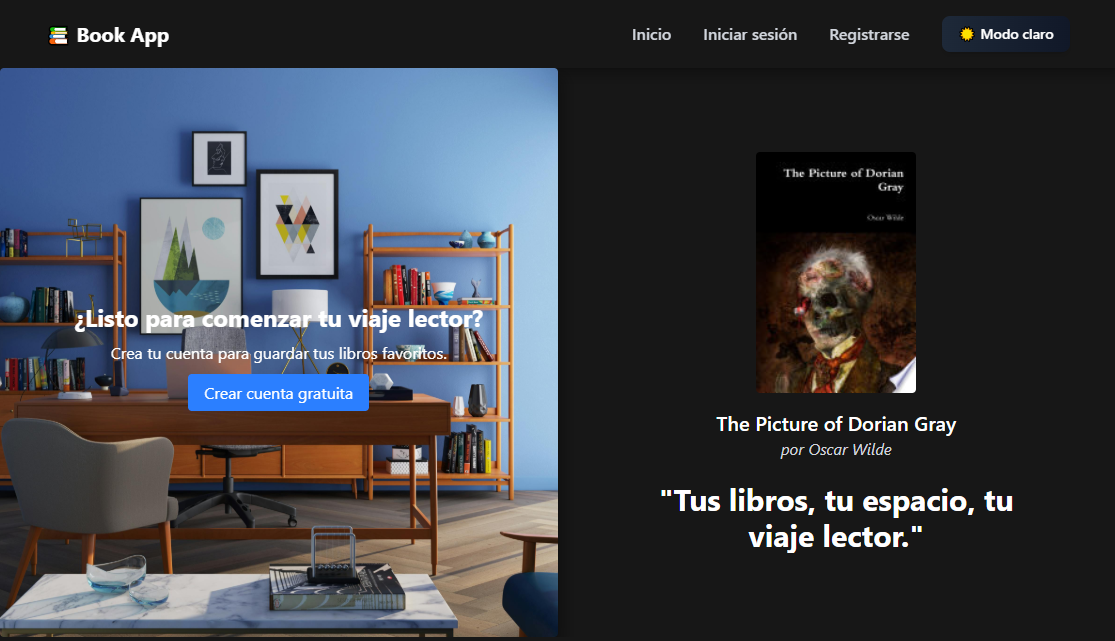 Book App
Inicio
Iniciar sesión
Registrarse
Modo claro
¿Listo para comenzar tu viaje lector?
Crea tu cuenta para guardar tus libros favoritos.
Crear cuenta gratuita
The Picture of Dorian
Gray
Oscar Wilde
The Picture of Dorian Gray
por Oscar Wilde
"Tus libros, tu espacio, tu
viaje lector."